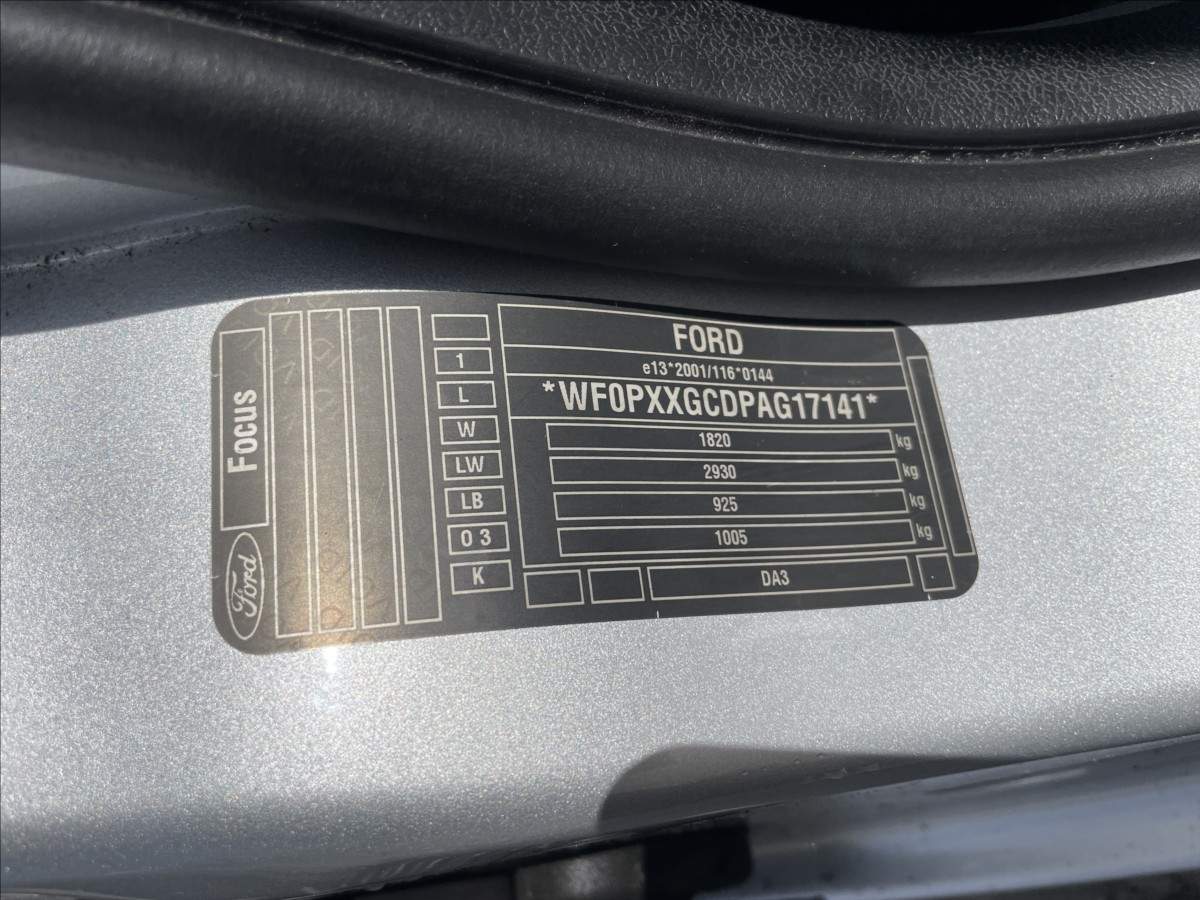 Focus
Ford
1
L
W
LW
LB
0 3
K
FORD
e13*2001/116*0144
*WF0PXXGCDPAG17141*
1820 kg
2930 kg
925 kg
1005 kg
DA3